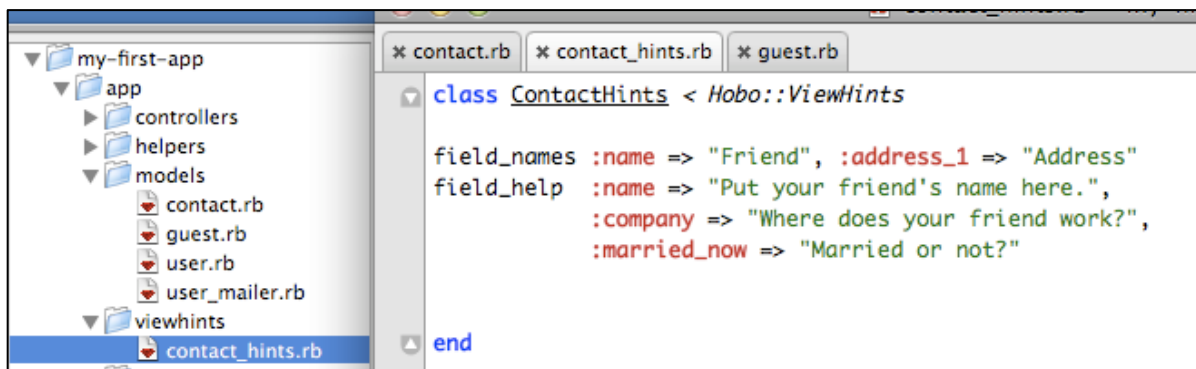 my-first-app
app
controllers
helpers
models
contact.rb
guest.rb
user.rb
user_mailer.rb
viewhints
contact_hints.rb
contact.rb
contact_hints.rb
guest.rb
class ContactHints < Hobo::ViewHints
field_names :name => "Friend", :address_1 => "Address"
field_help :name => "Put your friend's name here.",
:company => "Where does your friend work?",
:married_now => "Married or not?"
end